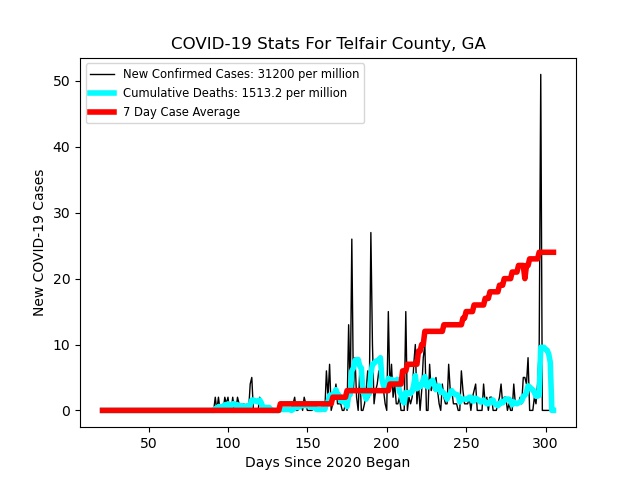 COVID-19 Stats For Telfair County, GA
New Confirmed Cases: 31200 per million
Cumulative Deaths: 1513.2 per million
7 Day Case Average
New COVID-19 Cases
50
40
30
20
10
0
50 100 150 200 250 300
Days Since 2020 Began